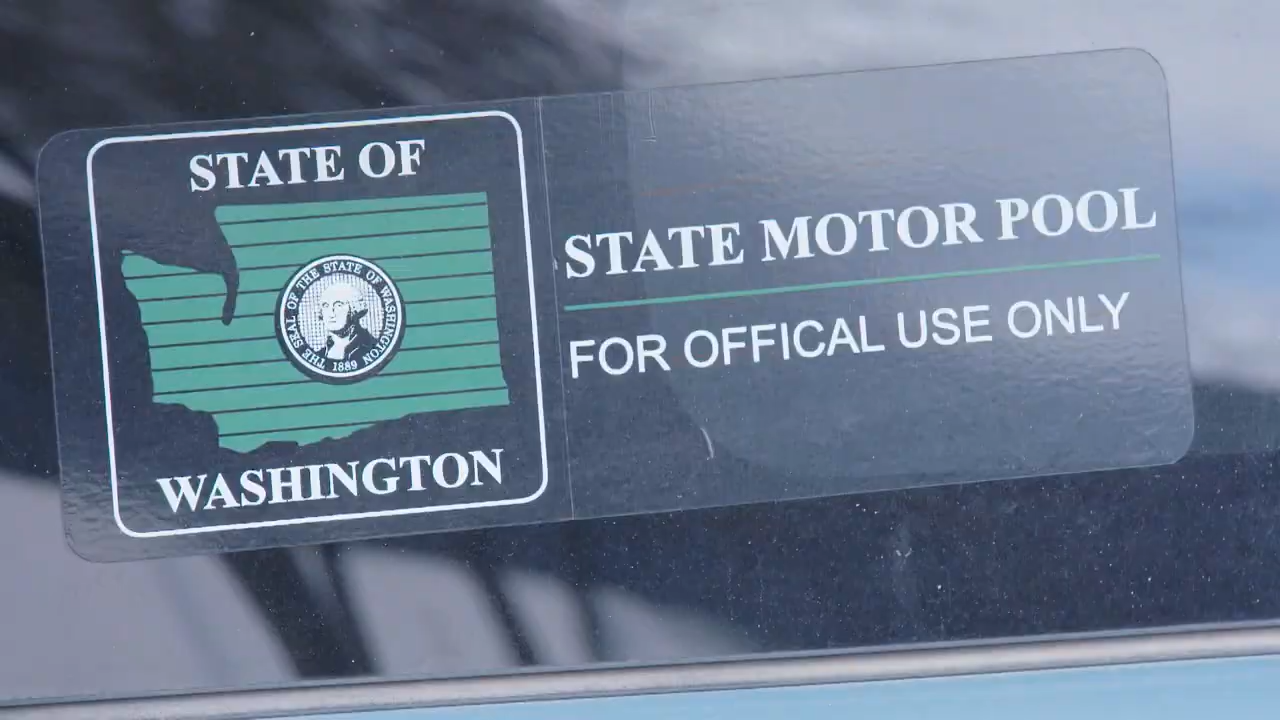 STATE OF
THE SEAL OF THE STATE OF WASHINGTON
1889
WASHINGTON
STATE MOTOR POOL
FOR OFFICAL USE ONLY